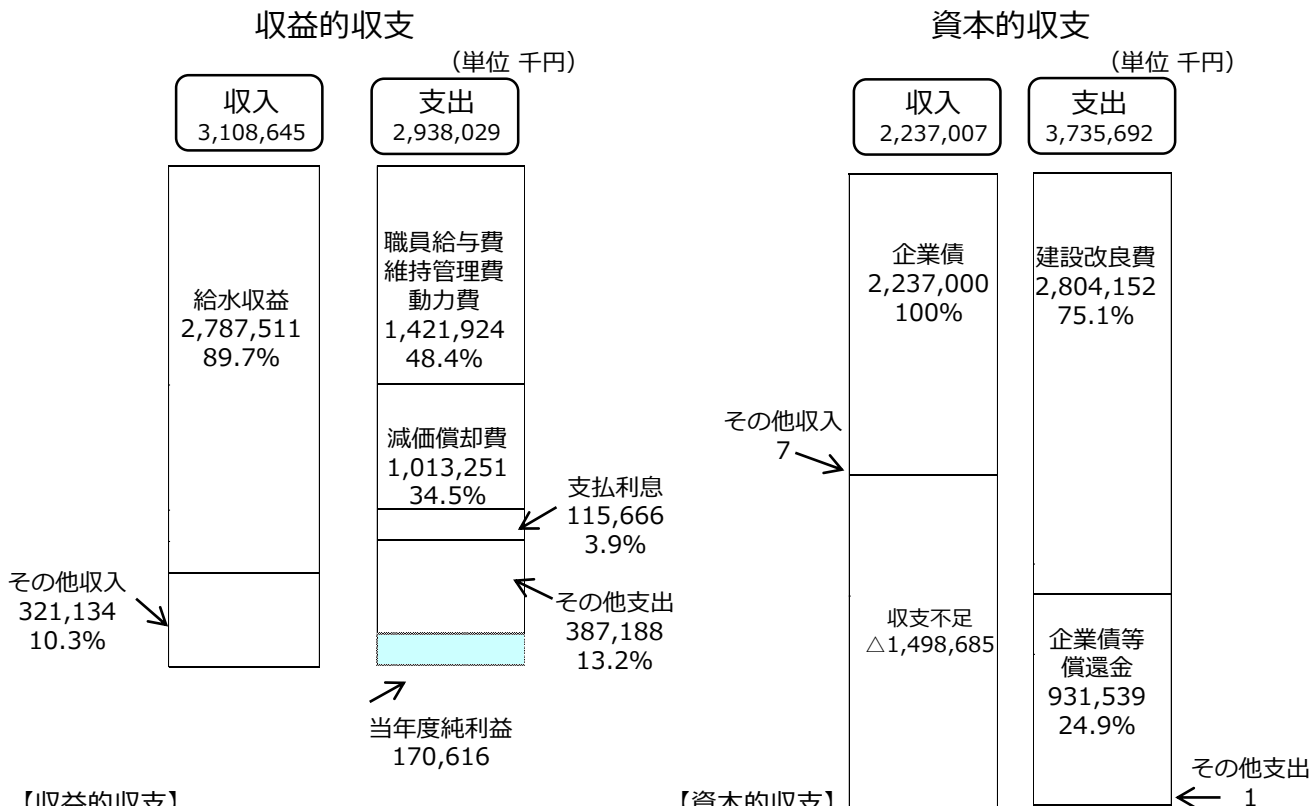 収益的収支
（単位 千円）
収入
3,108,645
支出
2,938,029
給水収益
2,787,511
89.7%
その他収入
321,134
10.3%
職員給与費
維持管理費
動力費
1,421,924
48.4%
減価償却費
1,013,251
34.5%
支払利息
115,666
3.9%
その他支出
387,188
13.2%
当年度純利益
170,616
【収益的収支】
資本的収支
（単位 千円）
収入
2,237,007
支出
3,735,692
企業債
2,237,000
100%
その他収入
7
収支不足
△1,498,685
建設改良費
2,804,152
75.1%
企業債等
償還金
931,539
24.9%
その他支出
1
【資本的収支】